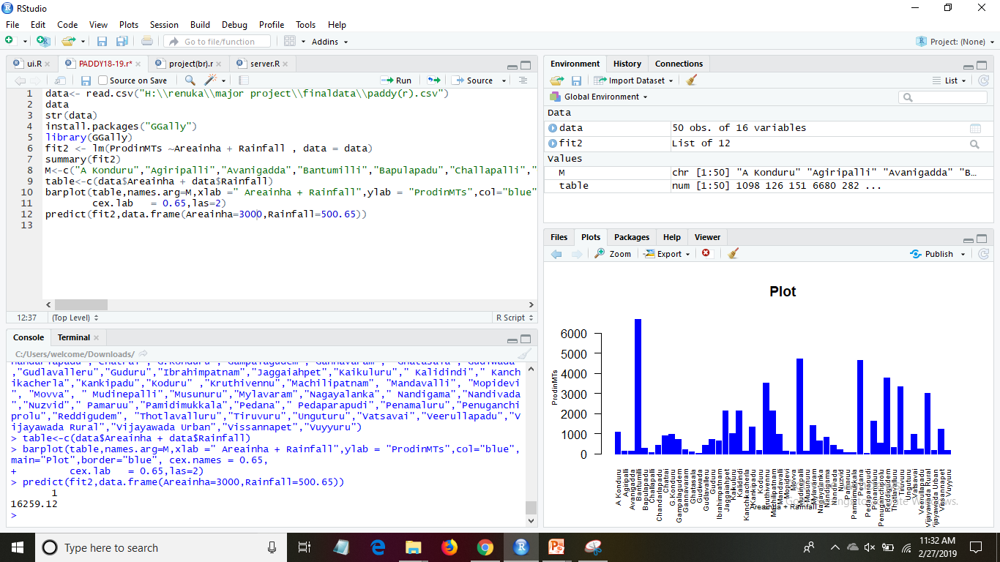 RStudio
File Edit Code View Plots Session Build Debug Profile Tools Help
Go to file/function Addins Project: (None)
ui.R PADDY18-19.r* project(br).r server.R
Source on Save Run Source
1 data<- read.csv("H:\\renuka\\major project\\finaldata\\paddy(r).csv")
2 data
3 str(data)
4 install.packages("GGally")
5 library(GGally)
6 fit2 <- lm(ProdinMTs ~Areainha + Rainfall , data = data)
7 summary(fit2)
8 M<-c("A Konduru","Agiripalli","Avanigadda","Bantumilli","Bapulapadu","Challapalli","
9 table<-c(data$Areainha + data$Rainfall)
10 barplot(table,names.arg=M,xlab =" Areainha + Rainfall",ylab = "ProdinMTs",col="blue"
11 cex.lab = 0.65,las=2)
12 predict(fit2,data.frame(Areainha=3000,Rainfall=500.65))
13
12:37 (Top Level) R Script
Console Terminal
C:/Users/welcome/Downloads/
,"Gudlavalleru","Guduru","Ibrahimpatnam","Jaggaiahpet","Kaikuluru"," Kalidindi"," Kanch
ikacherla","Kankipadu","Koduru" ,"Kruthivennu","Machilipatnam", "Mandavalli", "Mopidevi
", "Movva", " Mudinepalli","Musunuru","Mylavaram","Nagayalanka"," Nandigama","Nandivada
","Nuzvid"," Pamaruu","Pamidimukkala","Pedana"," Pedaparapudi","Penamaluru","Penuganchi
prolu","Reddigudem", "Thotlavalluru","Tiruvuru","Unguturu","Vatsavai","Veerullapadu","V
ijayawada Rural","Vijayawada Urban","Vissannapet","Vuyyuru")
> table<-c(data$Areainha + data$Rainfall)
> barplot(table,names.arg=M,xlab =" Areainha + Rainfall",ylab = "ProdinMTs",col="blue",
main="Plot",border="blue", cex.names = 0.65,
+ cex.lab = 0.65,las=2)
> predict(fit2,data.frame(Areainha=3000,Rainfall=500.65))
1
16259.12
>
Environment History Connections
Import Dataset List
Global Environment
Data
data 50 obs. of 16 variables
fit2 List of 12
Values
M chr [1:50] "A Konduru" "Agiripalli" "Avanigadda" "B…
table num [1:50] 1098 126 151 6680 282 ...
Files Plots Packages Help Viewer
Zoom Export Publish
Plot
6000
5000
4000
3000
2000
1000
0
ProdinMTs
A Konduru
Agiripalli
Avanigadda
Bantumilli
Bapulapadu
Challapalli
Chandarlapadu
Chatrai
G.Konduru
Gampalagudem
Gannavaram
Ghatasala
Gudiwada
Gudlavalleru
Guduru
Ibrahimpatnam
Jaggaiahpet
Kaikuluru
Kalidindi
Kanchikacherla
Kankipadu
Koduru
Kruthivennu
Machilipatnam
Mandavalli
Mopidevi
Movva
Mudinepalli
Musunuru
Mylavaram
Nagayalanka
Nandigama
Nandivada
Nuzvid
Pamaruu
Pamidimukkala
Pedana
Pedaparapudi
Penamaluru
Penuganchiprolu
Reddigudem
Thotlavalluru
Tiruvuru
Unguturu
Vatsavai
Veerullapadu
Vijayawada Rural
Vijayawada Urban
Vissannapet
Vuyyuru
Areainha + Rainfall
Type here to search
11:32 AM
2/27/2019